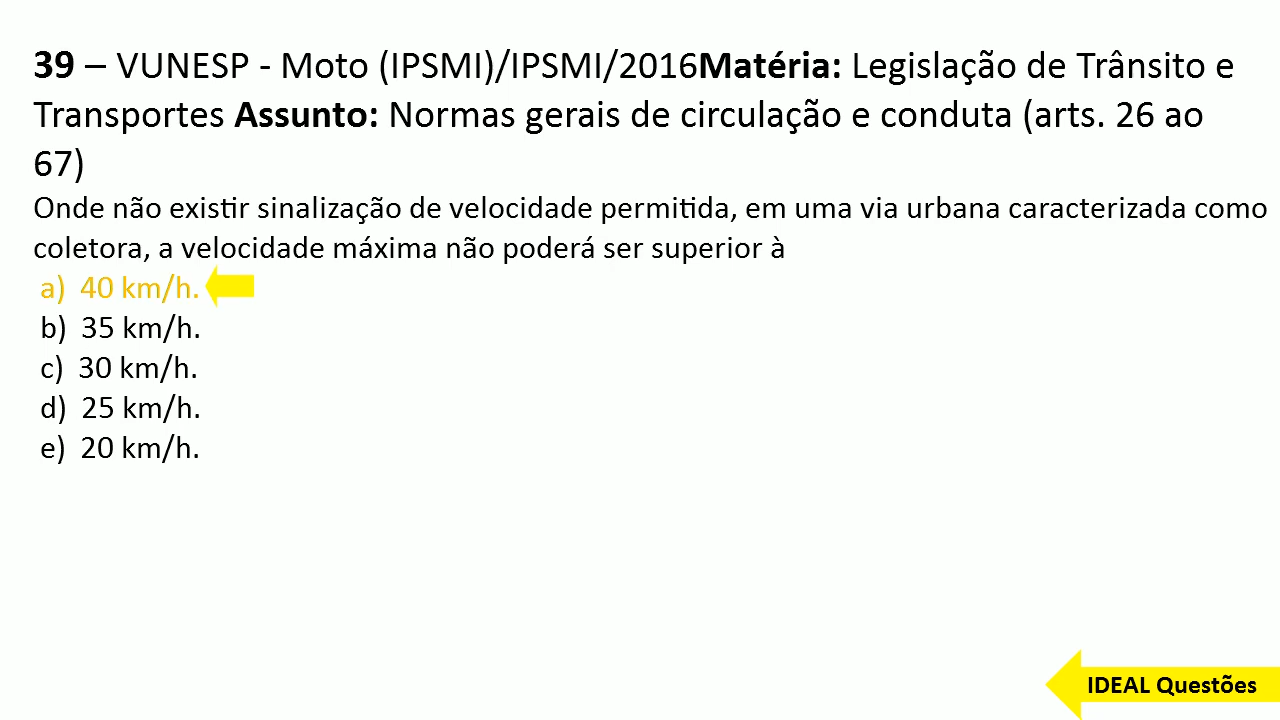 39 – VUNESP - Moto (IPSMI)/IPSMI/2016Matéria: Legislação de Trânsito e
Transportes Assunto: Normas gerais de circulação e conduta (arts. 26 ao
67)
Onde não existir sinalização de velocidade permitida, em uma via urbana caracterizada como
coletora, a velocidade máxima não poderá ser superior à
a) 40 km/h.
b) 35 km/h.
c) 30 km/h.
d) 25 km/h.
e) 20 km/h.
IDEAL Questões